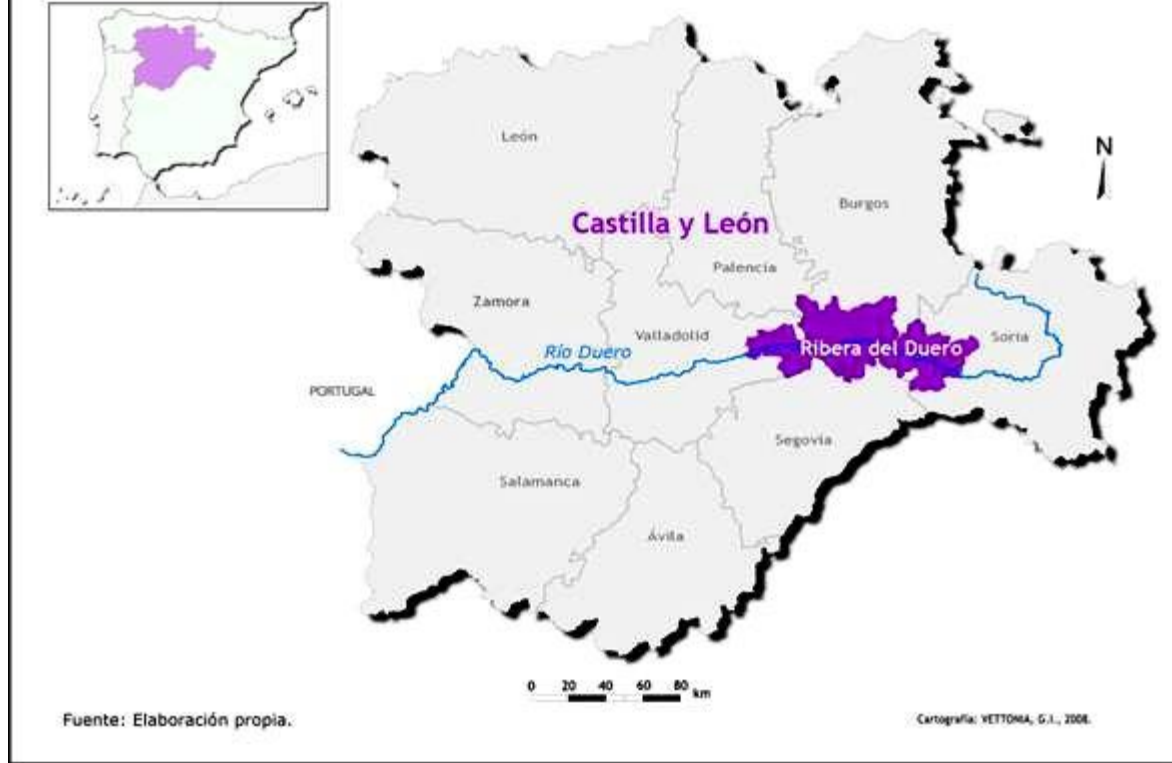 León
N
Burgos
Castilla y León
Palencia
Zamora
Valladolid
Soria
Río Duero
Ribera del Duero
PORTUGAL
Segovia
Salamanca
Ávila
0 20 40 60 80 km
Fuente: Elaboración propia.
Cartografía: VETTONIA, G.I., 2008.